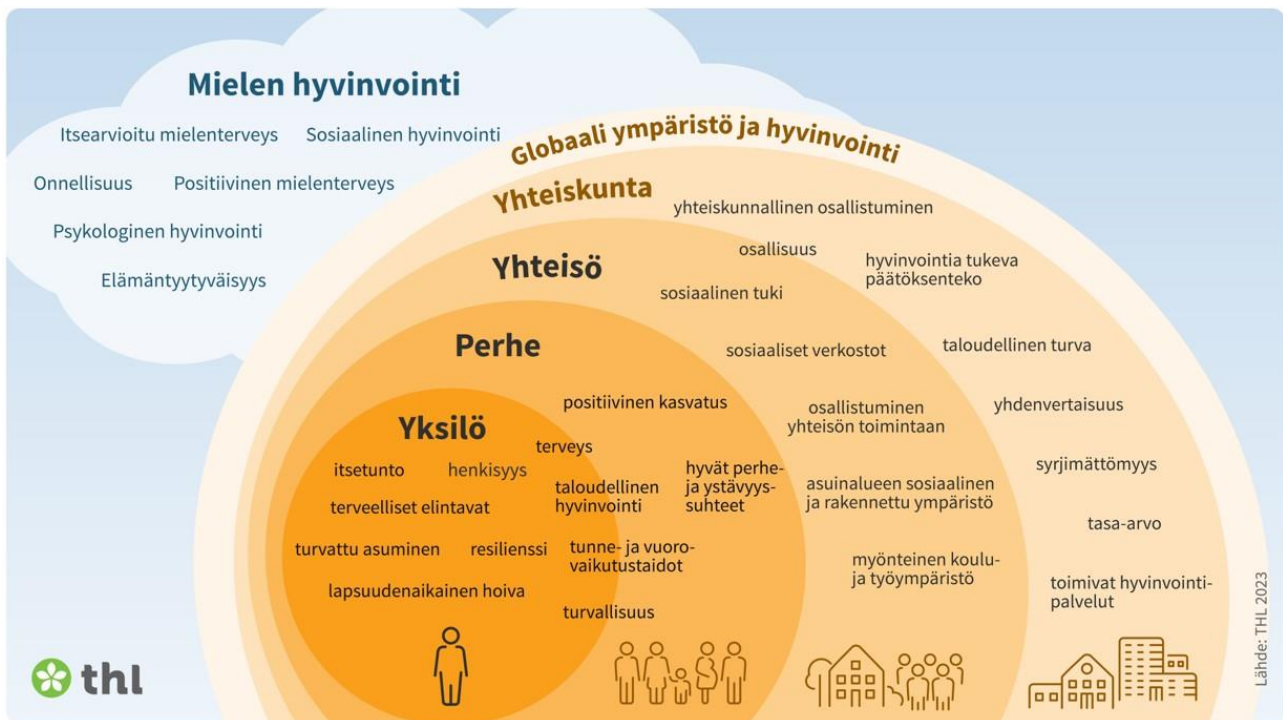 Mielen hyvinvointi
Itsearvioitu mielenterveys
Sosiaalinen hyvinvointi
Onnellisuus
Positiivinen mielenterveys
Psykologinen hyvinvointi
Elämäntyytyväisyys
Globaali ympäristö ja hyvinvointi
Yhteiskunta
yhteiskunnallinen osallistuminen
osallisuus
hyvinvointia tukeva
päätöksenteko
taloudellinen turva
yhdenvertaisuus
syrjimättömyys
tasa-arvo
toimivat hyvinvointi-
palvelut
Yhteisö
sosiaalinen tuki
sosiaaliset verkostot
osallistuminen
yhteisön toimintaan
asuinalueen sosiaalinen
ja rakennettu ympäristö
myönteinen koulu-
ja työympäristö
Perhe
positiivinen kasvatus
terveys
hyvät perhe-
ja ystävyys-
suhteet
taloudellinen
hyvinvointi
tunne- ja vuoro-
vaikutustaidot
turvallisuus
Yksilö
itsetunto
henkisyys
terveelliset elintavat
turvattu asuminen
resilienssi
lapsuudenaikainen hoiva
thl
Lähde: THL 2023